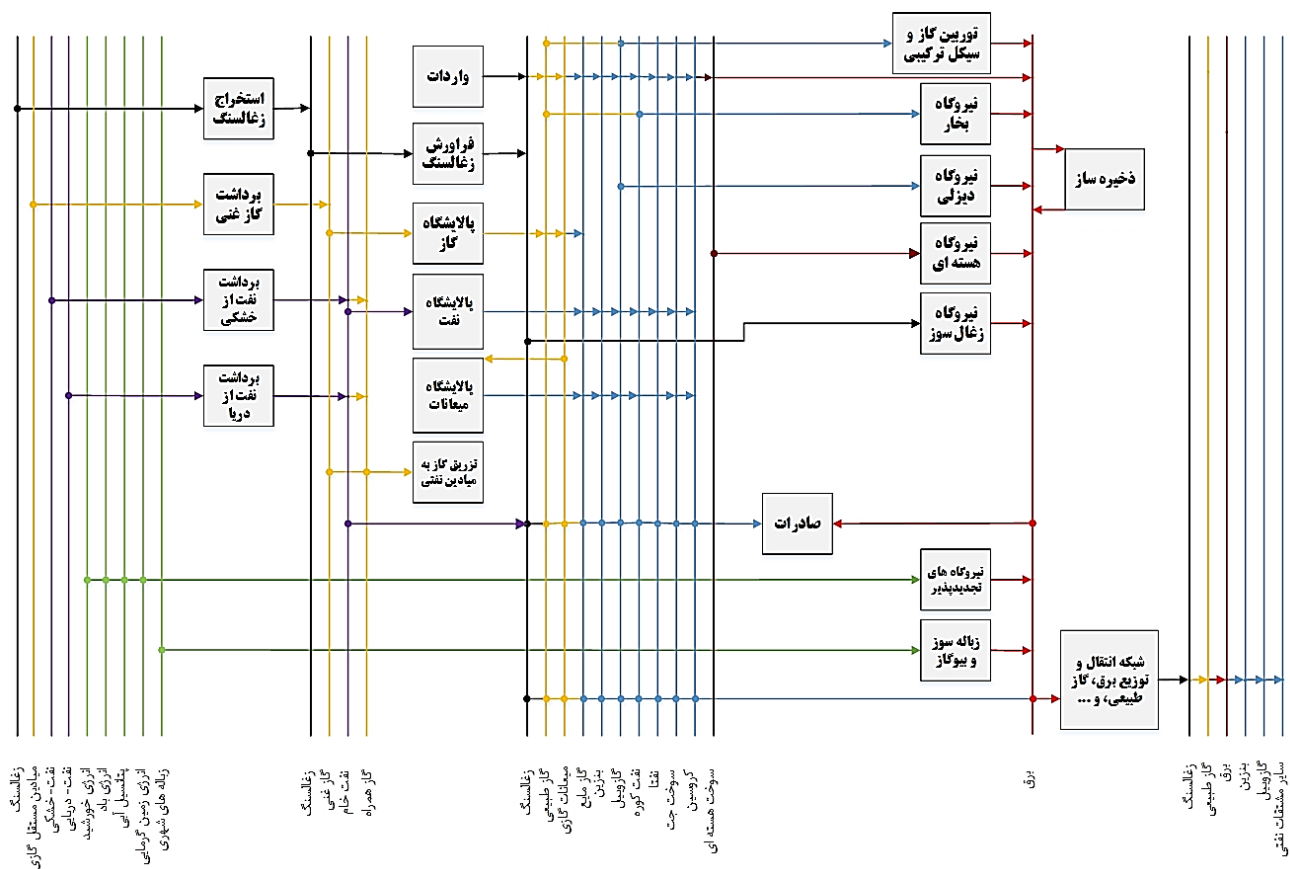 توربین گاز و
سیکل ترکیبی
واردات
استخراج
زغالسنگ
نیروگاه
بخار
فراورش
زغالسنگ
ذخیره ساز
نیروگاه
دیزلی
برداشت
گاز غنی
پالایشگاه
گاز
نیروگاه
هسته ای
برداشت
نفت از
خشکی
پالایشگاه
نفت
نیروگاه
زغال سوز
برداشت
نفت از
دریا
پالایشگاه
میعانات
تزریق گاز به
میادین نفتی
صادرات
نیروگاه های
تجدیدپذیر
زباله سوز
و بیوگاز
شبکه انتقال و
توزیع برق، گاز
طبیعی، و ...
زغالسنگ
میادین مستقل گازی
نفت-خشکی
نفت-دریایی
انرژی خورشید
انرژی باد
پتانسیل آبی
انرژی زمین گرمایی
زباله های شهری
زغالسنگ
گاز غنی
نفت خام
گاز همراه
زغالسنگ
گاز طبیعی
میعانات گازی
گاز مایع
بنزین
گازوییل
نفت کوره
نفتا
سوخت جت
کروسین
سوخت هسته ای
برق
زغالسنگ
گاز طبیعی
برق
بنزین
گازوییل
سایر مشتقات نفتی